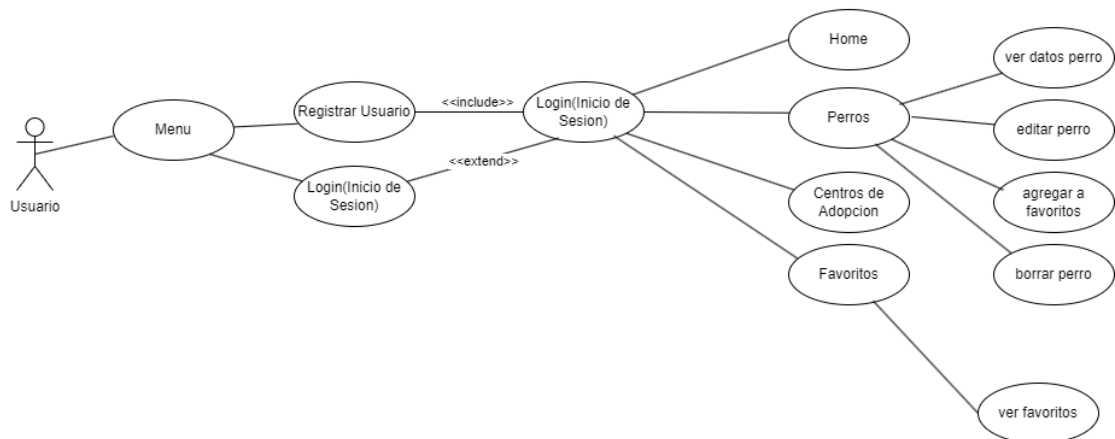 Usuario
Menu
Registrar Usuario
Login(Inicio de
Sesion)
<<include>>
<<extend>>
Login(Inicio de
Sesion)
Home
Perros
Centros de
Adopcion
Favoritos
ver datos perro
editar perro
agregar a
favoritos
borrar perro
ver favoritos